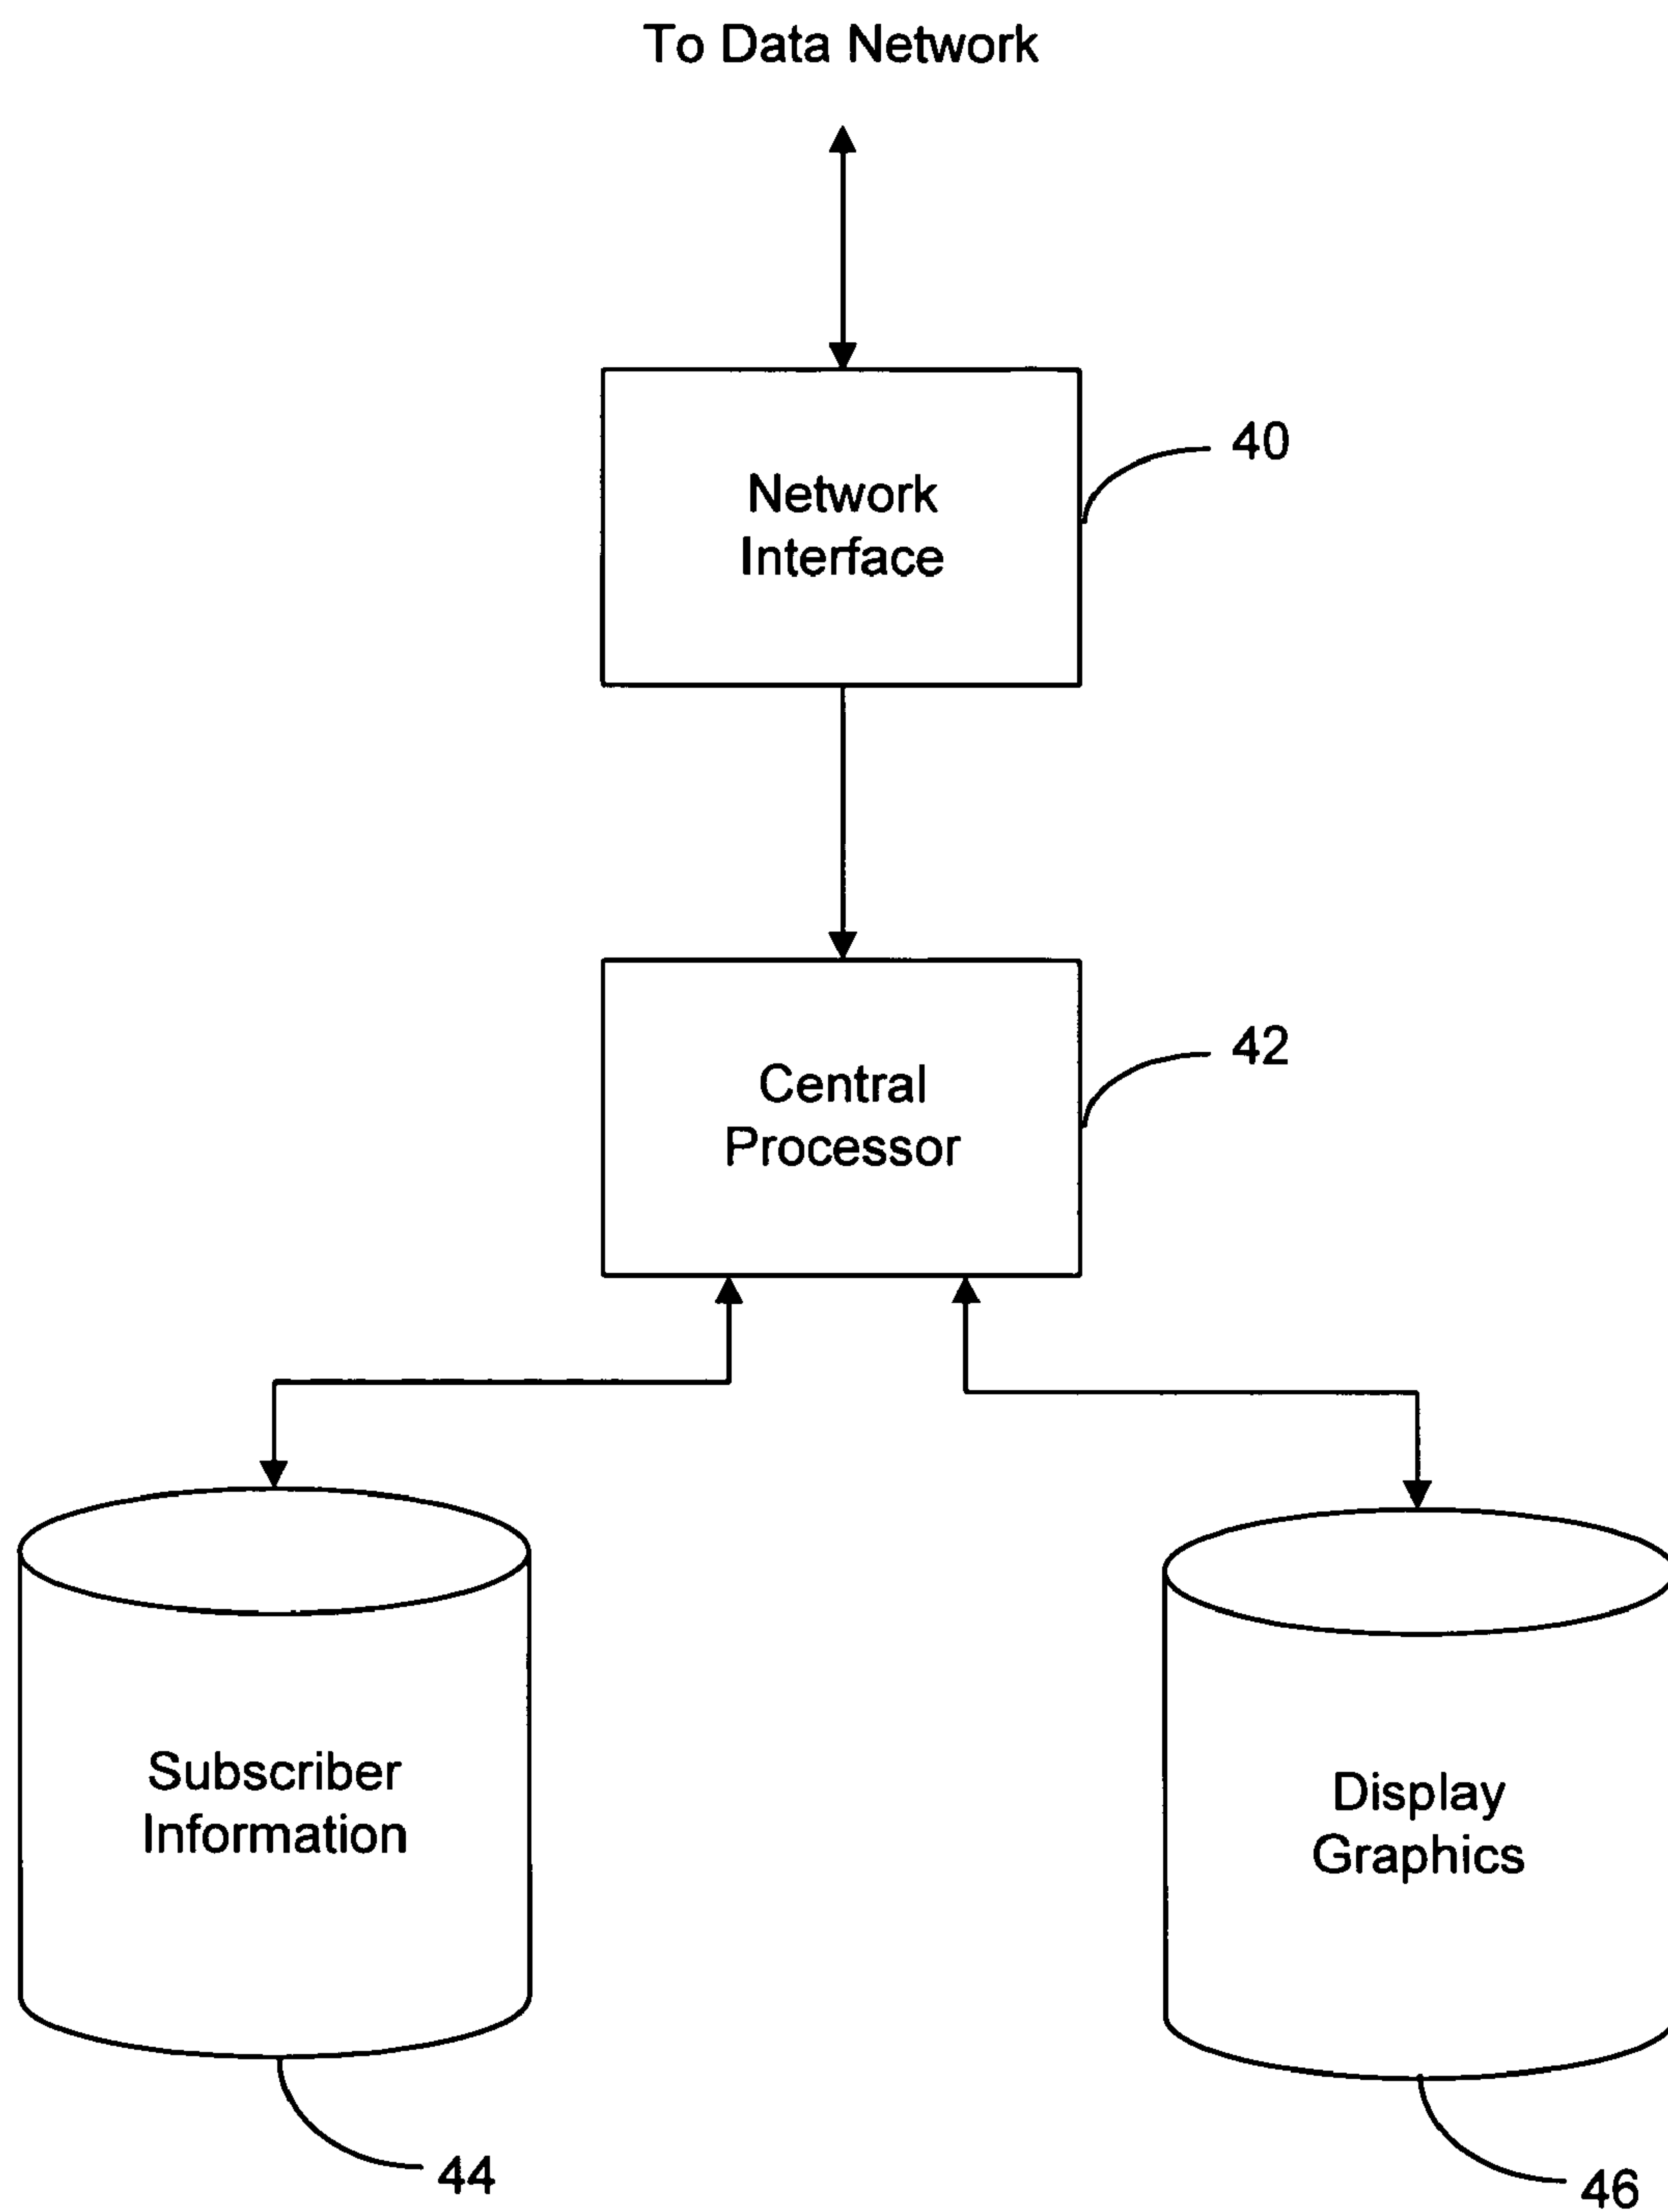 To Data Network
Network
Interface
40
Central
Processor
42
Subscriber
Information
Display
Graphics
44
46